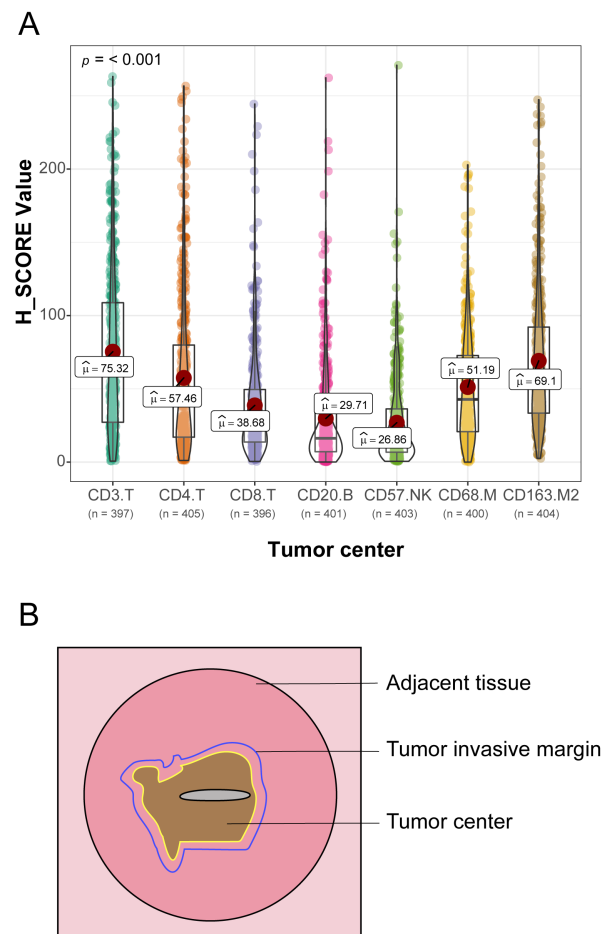 A
p = < 0.001
H_SCORE Value
200
100
0
μ̂ = 75.32
μ̂ = 57.46
μ̂ = 38.68
μ̂ = 29.71
μ̂ = 26.86
μ̂ = 51.19
μ̂ = 69.1
CD3.T CD4.T CD8.T CD20.B CD57.NK CD68.M CD163.M2
(n = 397) (n = 405) (n = 396) (n = 401) (n = 403) (n = 400) (n = 404)
Tumor center
B
Adjacent tissue
Tumor invasive margin
Tumor center